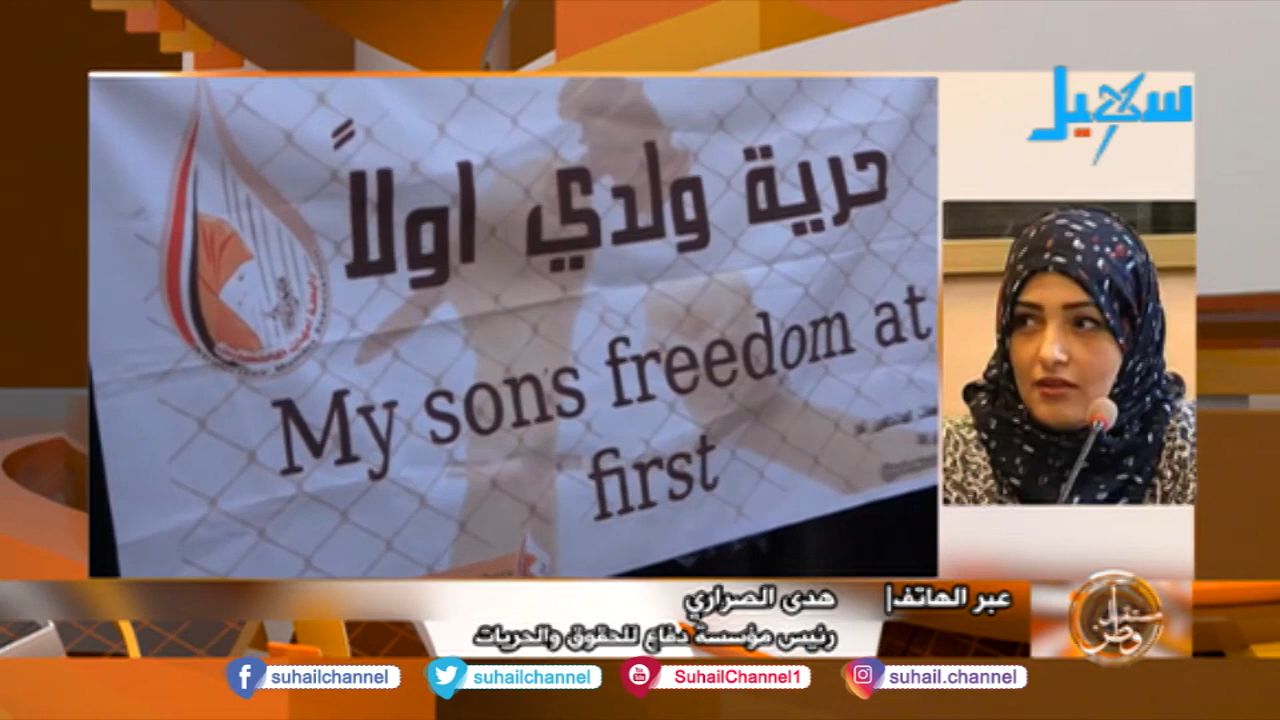 سهيل
حرية ولدي اولاً
My sons freedom at
first
عبر الهاتف|
هدى الصراري
رئيس مؤسسة دفاع للحقوق والحريات
suhailchannel
suhailchannel
SuhailChannel1
suhail.channel